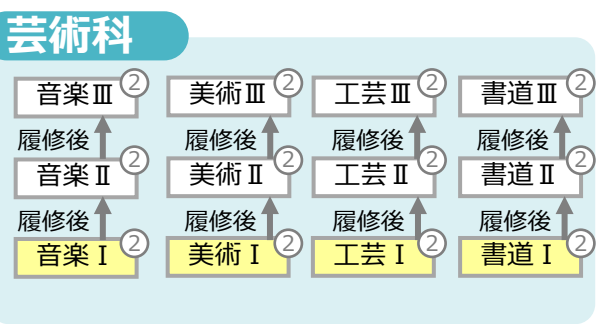 芸術科
音楽Ⅲ ② 美術Ⅲ ② 工芸Ⅲ ② 書道Ⅲ ②
履修後 履修後 履修後 履修後
音楽Ⅱ ② 美術Ⅱ ② 工芸Ⅱ ② 書道Ⅱ ②
履修後 履修後 履修後 履修後
音楽Ⅰ ② 美術Ⅰ ② 工芸Ⅰ ② 書道Ⅰ ②